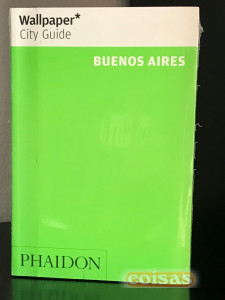 Wallpaper*
City Guide
BUENOS AIRES
PHAIDON
coisas